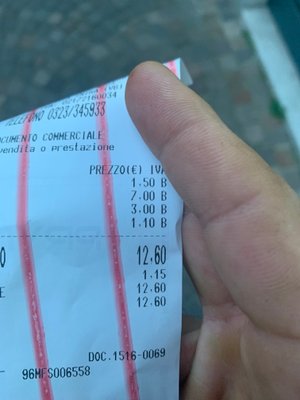 TELEFONO 0323/345933
DOCUMENTO COMMERCIALE
vendita o prestazione
PREZZO(€) IVA
1.50 B
7.00 B
3.00 B
1.10 B
12,60
1.15
12,60
12,60
DOC.1516-0069
96MFS006558